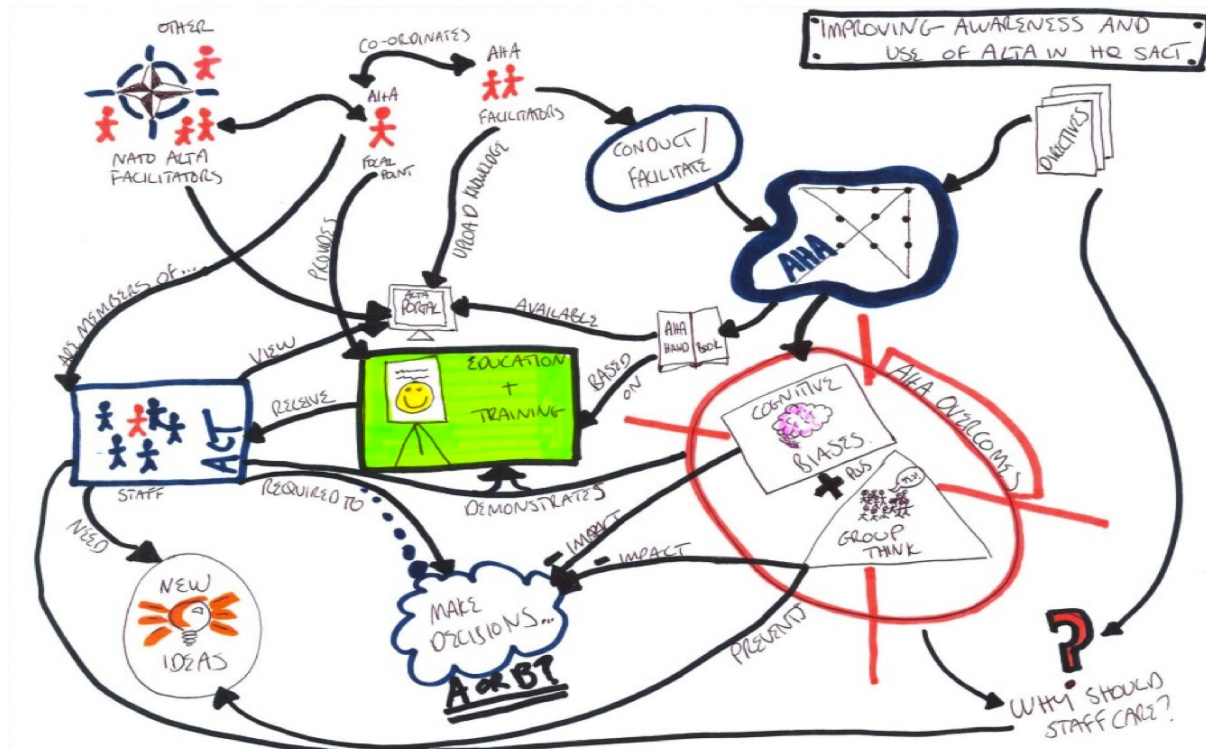 IMPROVING AWARENESS AND
USE OF ALTA IN HQ SACT
OTHER
NATO ALTA
FACILITATORS
CO-ORDINATES
AltA
FOCAL
POINT
AltA
FACILITATORS
CONDUCT/
FACILITATE
DIRECTIVES
AltA
UPLOAD KNOWLEDGE
PROVIDES
ARE MEMBERS OF...
ALTA
PORTAL
AVAILABLE
AltA
HAND BOOK
VIEW
EDUCATION
+
TRAINING
BASED
ON
RECEIVE
ACT
STAFF
AltA OVERCOMES
COGNITIVE
BIASES
+ PLUS
GROUP
THINK
REQUIRED TO
DEMONSTRATES
NEED
- IMPACT
- IMPACT
NEW
IDEAS
MAKE
DECISIONS...
A OR B?
PREVENTS
?
WHY SHOULD
STAFF CARE?